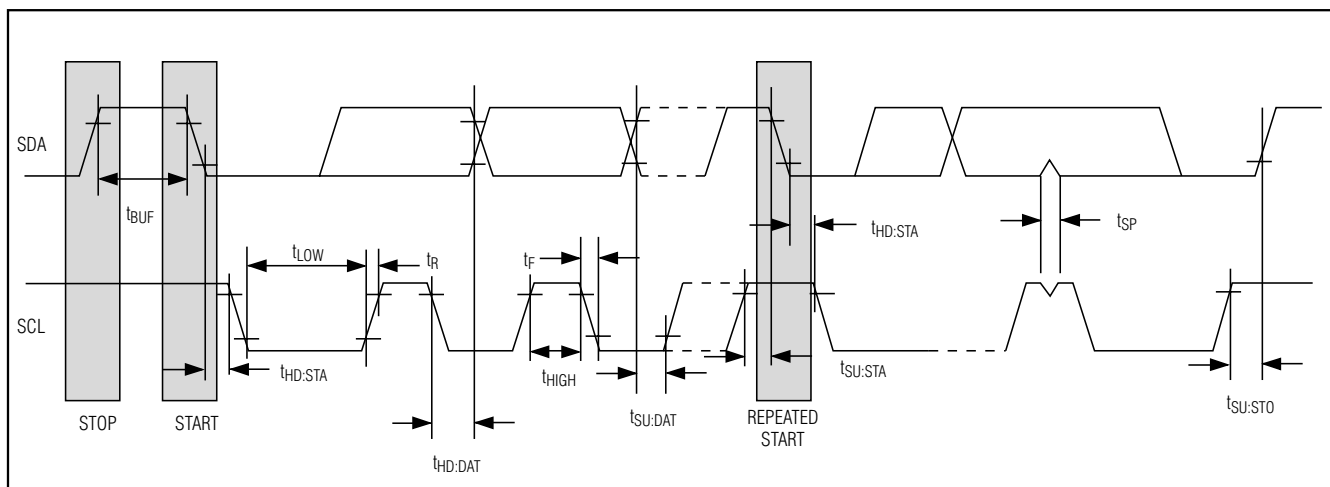 SDA
tBUF
tLOW
tR
tF
tHD:STA
tSP
SCL
tHD:STA
tHIGH
tSU:DAT
tSU:STA
tSU:STO
STOP
START
REPEATED
START
tHD:DAT